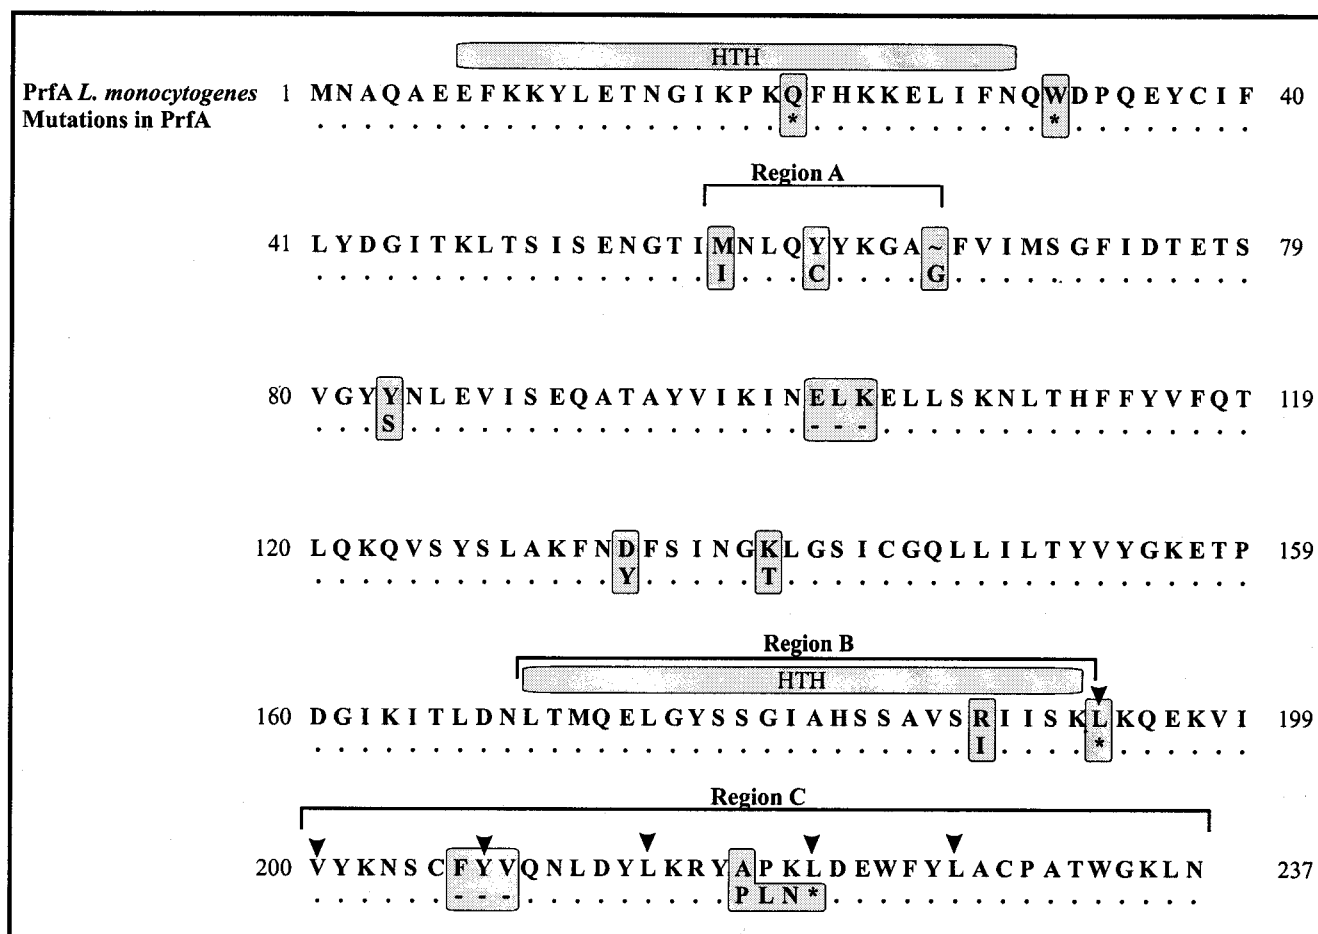 HTH
PrfA L. monocytogenes 1 M N A Q A E E F K K Y L E T N G I K P K Q F H K K E L I F N Q W D P Q E Y C I F 40
Mutations in PrfA . . . . . . . . . . . . . . . . . . . . * . . . . . . . . . . * . . . . . . . .
Region A
41 L Y D G I T K L T S I S E N G T I M N L Q Y Y K G A ~ F V I M S G F I D T E T S 79
. . . . . . . . . . . . . . . . . I . . . C . . . . G . . . . . . . . . . . . .
80 V G Y Y N L E V I S E Q A T A Y V I K I N E L K E L L S K N L T H F F Y V F Q T 119
. . . S . . . . . . . . . . . . . . . . . - - - . . . . . . . . . . . . . . . .
120 L Q K Q V S Y S L A K F N D F S I N G K L G S I C G Q L L I L T Y V Y G K E T P 159
. . . . . . . . . . . . . Y . . . . . T . . . . . . . . . . . . . . . . . . . .
Region B
HTH
160 D G I K I T L D N L T M Q E L G Y S S G I A H S S A V S R I I S K L K Q E K V I 199
. . . . . . . . . . . . . . . . . . . . . . . . . . . . I . . . . * . . . . . .
Region C
200 V Y K N S C F Y V Q N L D Y L K R Y A P K L D E W F Y L A C P A T W G K L N 237
. . . . . . - - - . . . . . . . . . P L N * . . . . . . . . . . . . . . . .